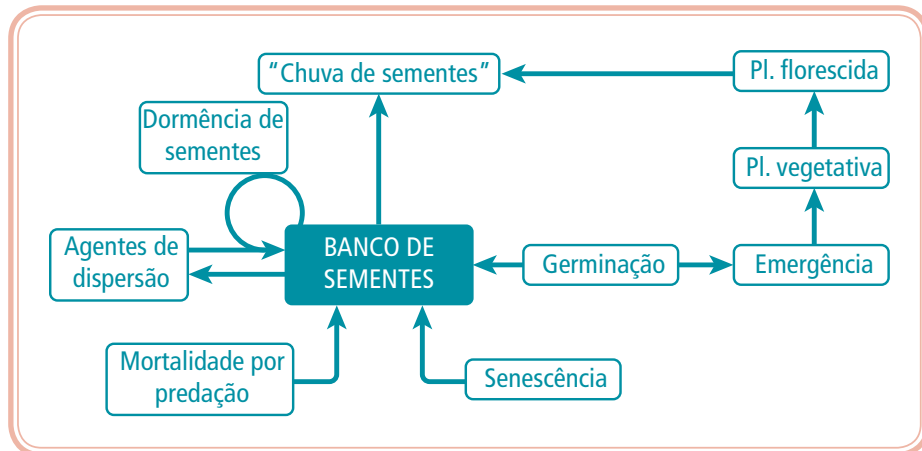 “Chuva de sementes”
Pl. florescida
Dormência de
sementes
Pl. vegetativa
Agentes de
dispersão
BANCO DE
SEMENTES
Germinação
Emergência
Mortalidade por
predação
Senescência